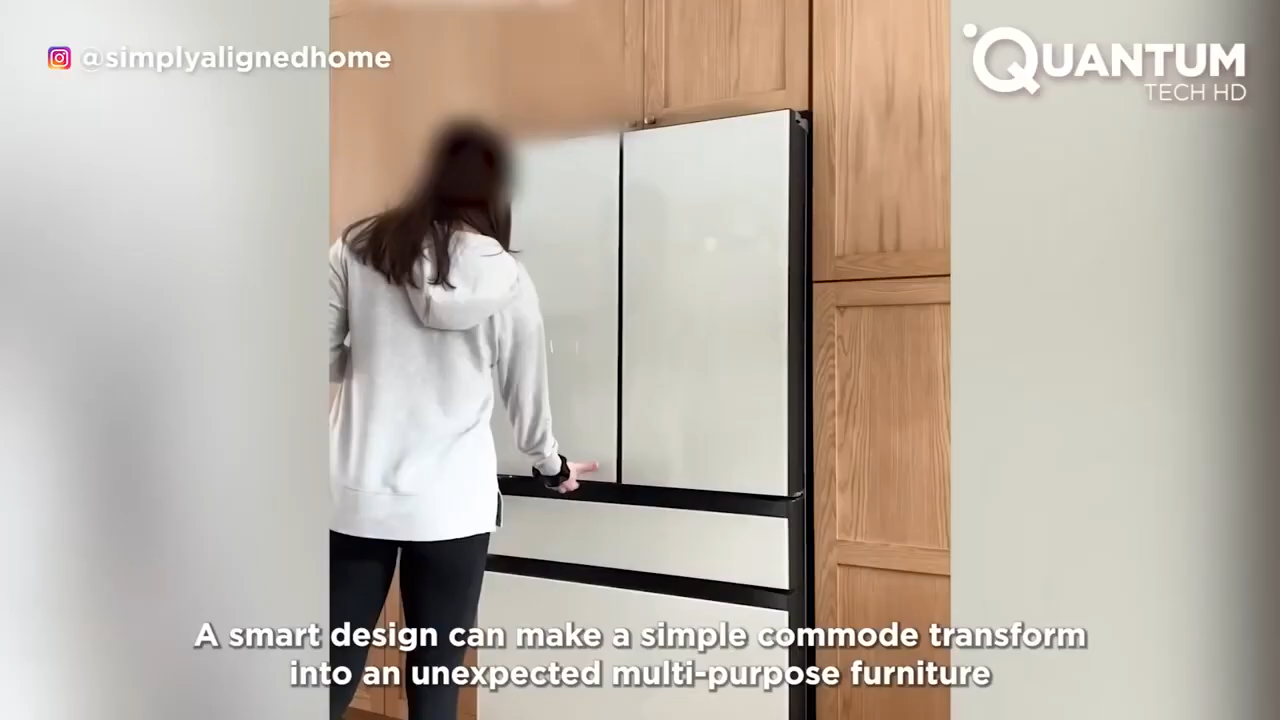 @simplyalignedhome
QUANTUM
TECH HD
A smart design can make a simple commode transform
into an unexpected multi-purpose furniture